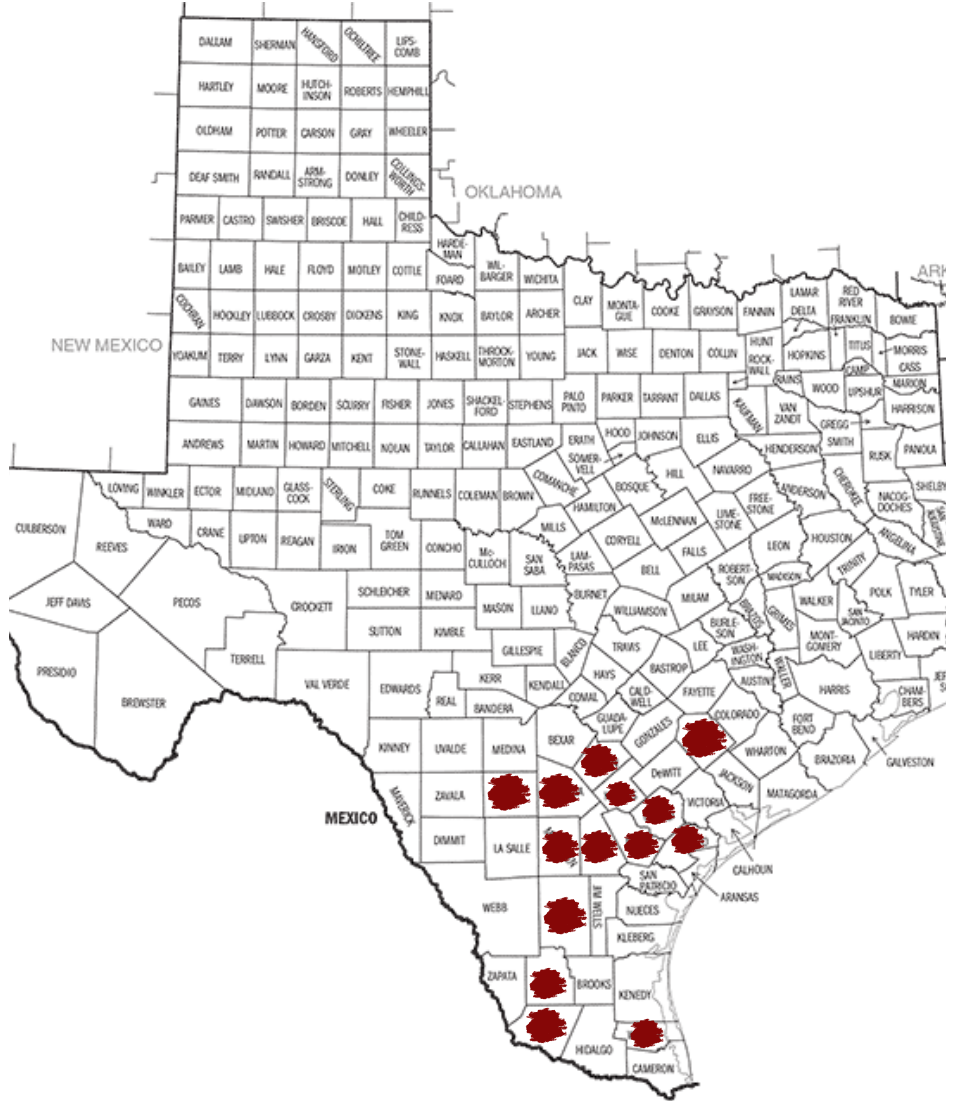 DALLAM
SHERMAN
HANSFORD
OCHILTREE
LIPS-
COMB
HARTLEY
MOORE
HUTCH-
INSON
ROBERTS
HEMPHILL
OLDHAM
POTTER
CARSON
GRAY
WHEELER
DEAF SMITH
RANDALL
ARM-
STRONG
DONLEY
COLLINGS-
WORTH
OKLAHOMA
PARMER
CASTRO
SWISHER
BRISCOE
HALL
CHILD-
RESS
HARDE-
MAN
BAILEY
LAMB
HALE
FLOYD
MOTLEY
COTTLE
FOARD
WIL-
BARGER
WICHITA
ARK
COCHRAN
HOCKLEY
LUBBOCK
CROSBY
DICKENS
KING
KNOX
BAYLOR
ARCHER
CLAY
MONTA-
GUE
COOKE
GRAYSON
FANNIN
LAMAR
DELTA
RED
RIVER
FRANKLIN
BOWIE
NEW MEXICO
YOAKUM
TERRY
LYNN
GARZA
KENT
STONE-
WALL
HASKELL
THROCK-
MORTON
YOUNG
JACK
WISE
DENTON
COLLIN
HUNT
ROCK-
WALL
HOPKINS
TITUS
MORRIS
CASS
CAMP
RAINS
WOOD
UPSHUR
MARION
GAINES
DAWSON
BORDEN
SCURRY
FISHER
JONES
SHACKEL-
FORD
STEPHENS
PALO
PINTO
PARKER
TARRANT
DALLAS
KAUFMAN
VAN
ZANDT
GREGG
SMITH
HARRISON
ANDREWS
MARTIN
HOWARD
MITCHELL
NOLAN
TAYLOR
CALLAHAN
EASTLAND
ERATH
HOOD
SOMER-
VELL
JOHNSON
ELLIS
HENDERSON
RUSK
PANOLA
LOVING
WINKLER
ECTOR
MIDLAND
GLASS-
COCK
STERLING
COKE
RUNNELS
COLEMAN
BROWN
COMANCHE
BOSQUE
HILL
NAVARRO
ANDERSON
CHEROKEE
NACOG-
DOCHES
SHELBY
SAN
CULBERSON
REEVES
WARD
CRANE
UPTON
REAGAN
IRION
TOM
GREEN
CONCHO
Mc-
CULLOCH
SAN
SABA
MILLS
HAMILTON
CORYELL
McLENNAN
LIME-
STONE
FREE-
STONE
LEON
HOUSTON
ANGELINA
LAM-
PASAS
BELL
FALLS
ROBERT-
SON
MADISON
TRINITY
POLK
TYLER
JEFF DAVIS
PECOS
CROCKETT
SCHLEICHER
MENARD
MASON
LLANO
BURNET
WILLIAMSON
MILAM
BRAZOS
GRIMES
WALKER
SAN
JACINTO
HARDIN
SUTTON
KIMBLE
GILLESPIE
BLANCO
TRAVIS
LEE
BURLE-
SON
WASH-
INGTON
MONT-
GOMERY
LIBERTY
PRESIDIO
BREWSTER
TERRELL
VAL VERDE
EDWARDS
REAL
KERR
BANDERA
KENDALL
HAYS
COMAL
CALD-
WELL
BASTROP
FAYETTE
AUSTIN
WALLER
HARRIS
CHAM-
BERS
KINNEY
UVALDE
MEDINA
BEXAR
GUADA-
LUPE
GONZALES
COLORADO
FORT
BEND
WHARTON
BRAZORIA
GALVESTON
MAVERICK
ZAVALA
DeWITT
JACKSON
MATAGORDA
VICTORIA
MEXICO
DIMMIT
LA SALLE
CALHOUN
SAN
PATRICIO
ARANSAS
WEBB
JIM WELLS
NUECES
KLEBERG
ZAPATA
BROOKS
KENEDY
HIDALGO
CAMERON